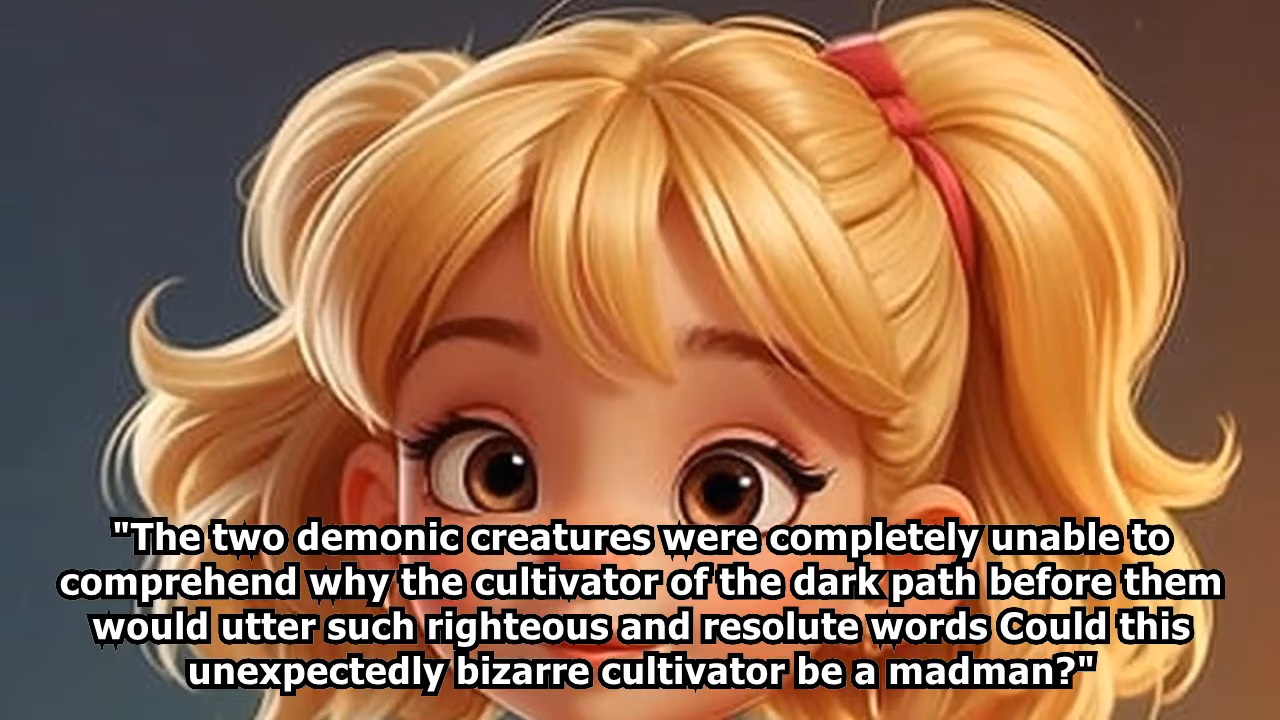 "The two demonic creatures were completely unable to
comprehend why the cultivator of the dark path before them
would utter such righteous and resolute words Could this
unexpectedly bizarre cultivator be a madman?"